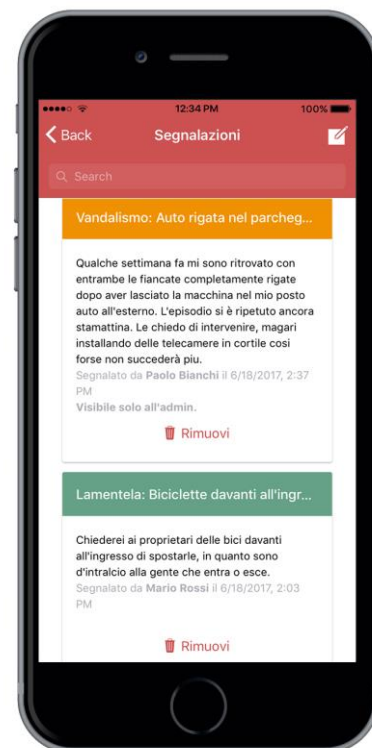 12:34 PM
100%
Back
Segnalazioni
Search
Vandalismo: Auto rigata nel parcheg...
Qualche settimana fa mi sono ritrovato con
entrambe le fiancate completamente rigate
dopo aver lasciato la macchina nel mio posto
auto all'esterno. L'episodio si è ripetuto ancora
stamattina. Le chiedo di intervenire, magari
installando delle telecamere in cortile cosi
forse non succederà piu.
Segnalato da Paolo Bianchi il 6/18/2017, 2:37
PM
Visibile solo all'admin.
Rimuovi
Lamentela: Biciclette davanti all'ingr...
Chiederei ai proprietari delle bici davanti
all'ingresso di spostarle, in quanto sono
d'intralcio alla gente che entra o esce.
Segnalato da Mario Rossi il 6/18/2017, 2:03
PM
Rimuovi